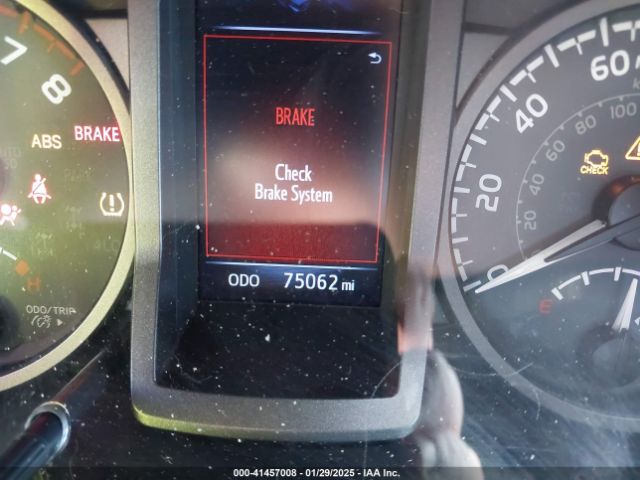 7
8
ABS
BRAKE
H
ODO/TRIP
BRAKE
Check
Brake System
ODO 75062 mi
0
20
40
60
20
40
60
80
100
CHECK
E
000-41457008 | 01/29/2025 | IAA Inc.